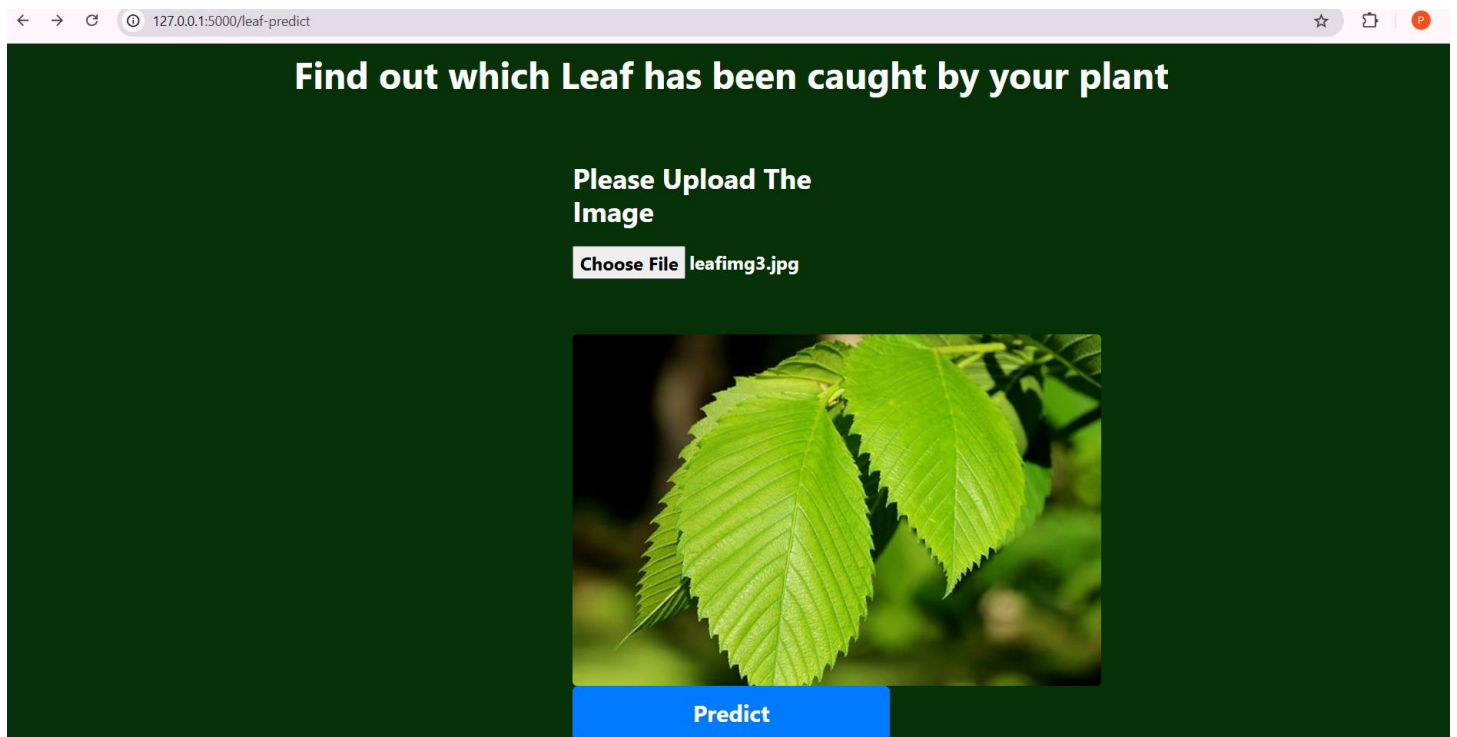 127.0.0.1:5000/leaf-predict
P
Find out which Leaf has been caught by your plant
Please Upload The
Image
Choose File leafimg3.jpg
Predict